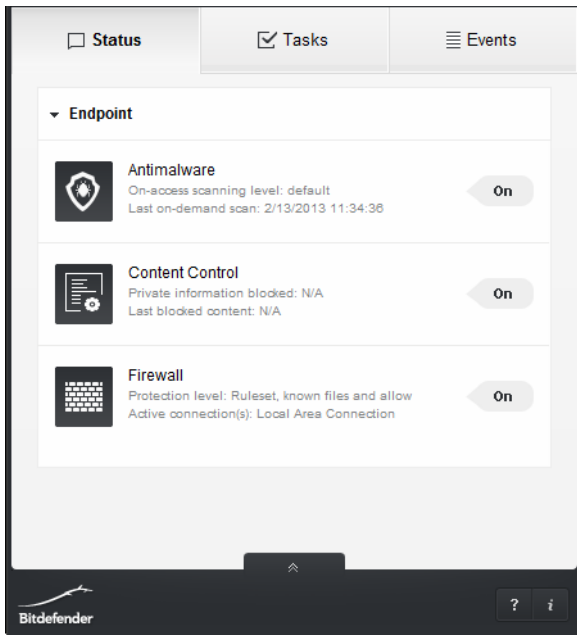 Status
Tasks
Events
Endpoint
Antimalware
On-access scanning level: default
Last on-demand scan: 2/13/2013 11:34:36
On
Content Control
Private information blocked: N/A
Last blocked content: N/A
On
Firewall
Protection level: Ruleset, known files and allow
Active connection(s): Local Area Connection
On
Bitdefender
? i